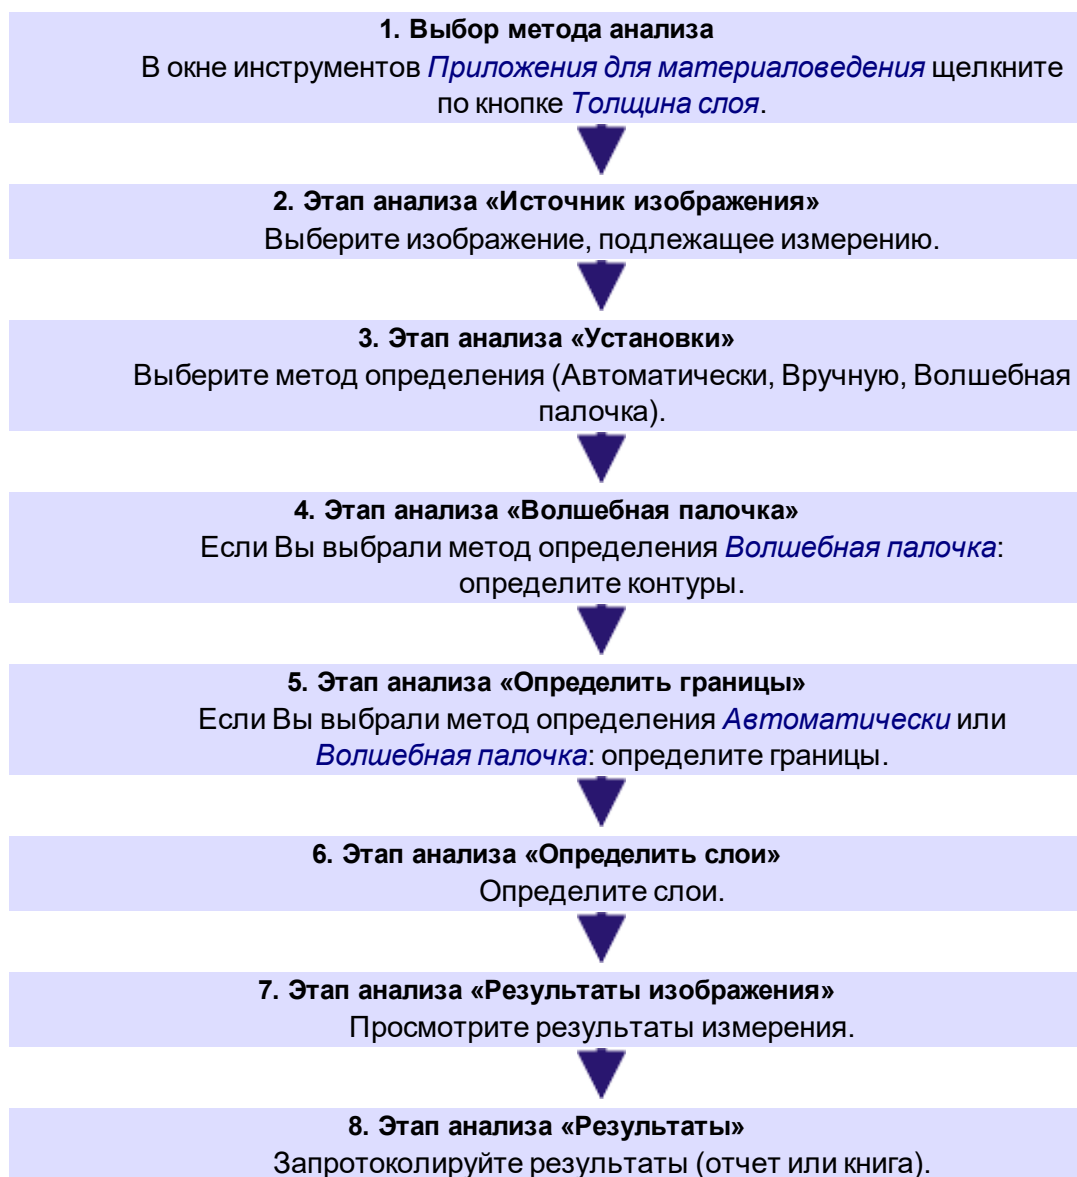 1. Выбор метода анализа
В окне инструментов Приложения для материаловедения щелкните
по кнопке Толщина слоя.
2. Этап анализа «Источник изображения»
Выберите изображение, подлежащее измерению.
3. Этап анализа «Установки»
Выберите метод определения (Автоматически, Вручную, Волшебная
палочка).
4. Этап анализа «Волшебная палочка»
Если Вы выбрали метод определения Волшебная палочка:
определите контуры.
5. Этап анализа «Определить границы»
Если Вы выбрали метод определения Автоматически или
Волшебная палочка: определите границы.
6. Этап анализа «Определить слои»
Определите слои.
7. Этап анализа «Результаты изображения»
Просмотрите результаты измерения.
8. Этап анализа «Результаты»
Запротоколируйте результаты (отчет или книга).